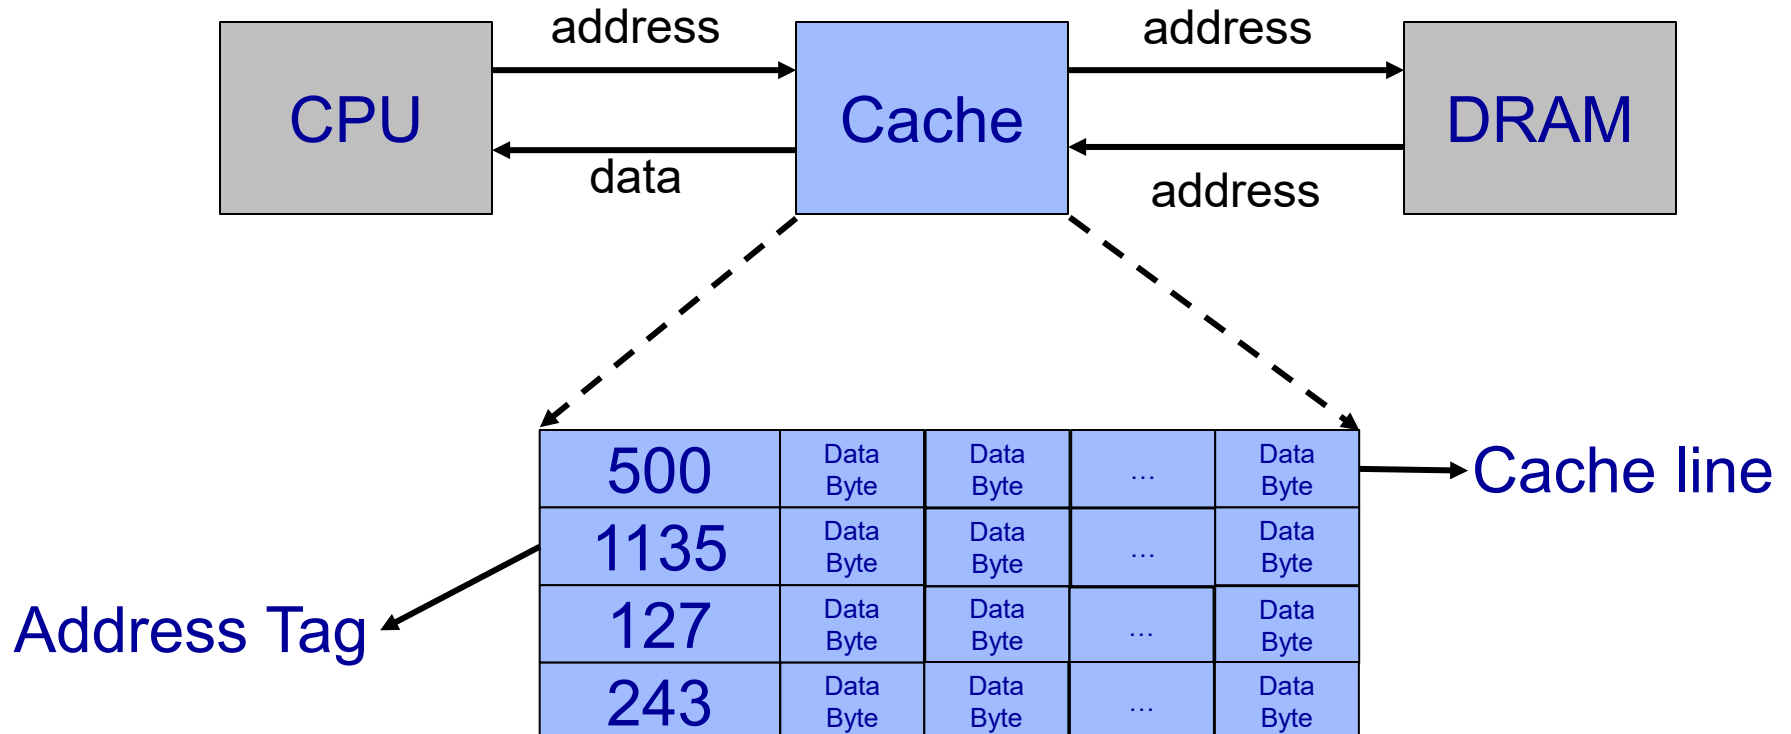 address
address
CPU
Cache
DRAM
data
address
500 Data Byte Data Byte ... Data Byte
Cache line
1135 Data Byte Data Byte ... Data Byte
Address Tag
127 Data Byte Data Byte ... Data Byte
243 Data Byte Data Byte ... Data Byte